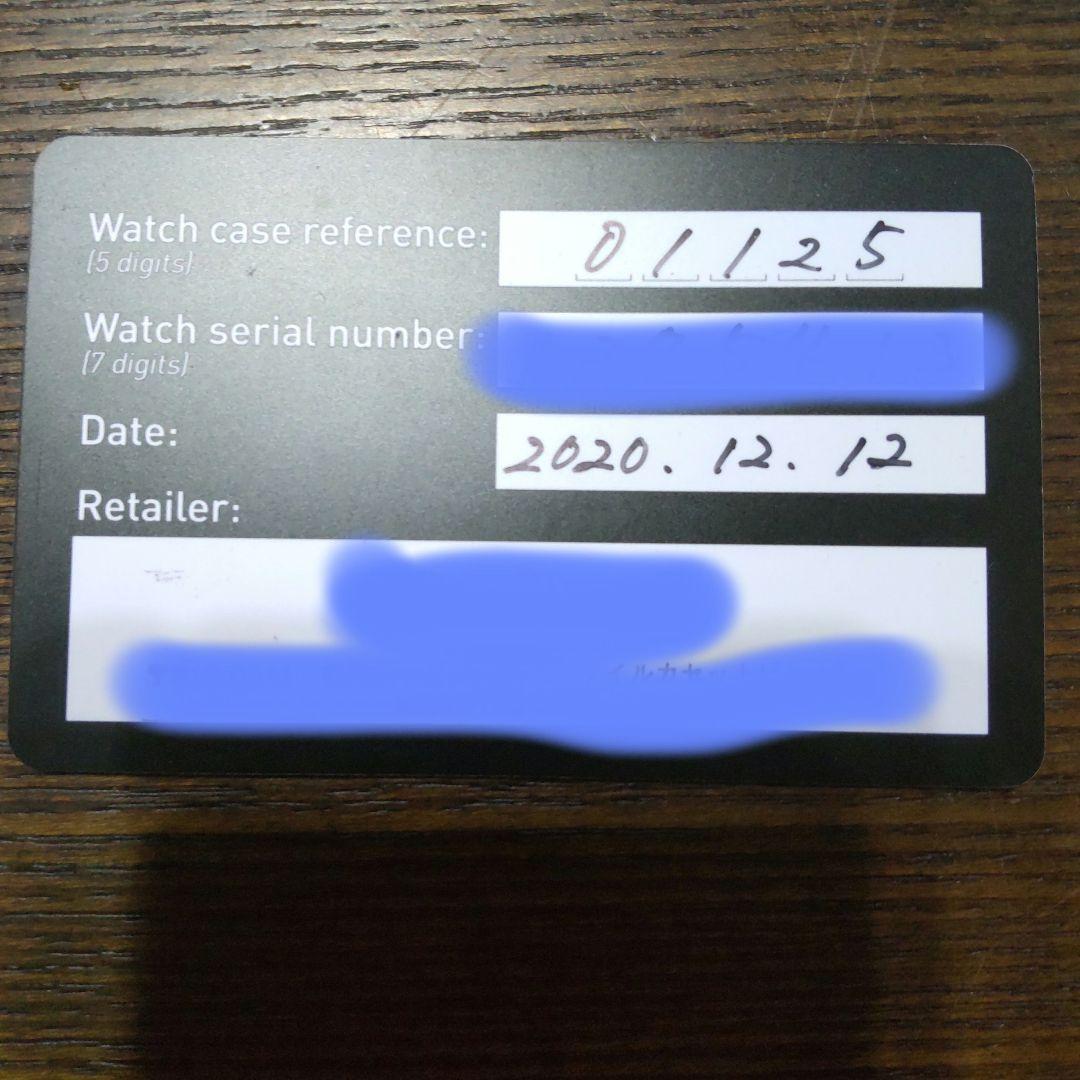 Watch case reference: 01125
(5 digits)
Watch serial number:
(7 digits)
Date: 2020. 12. 12
Retailer: